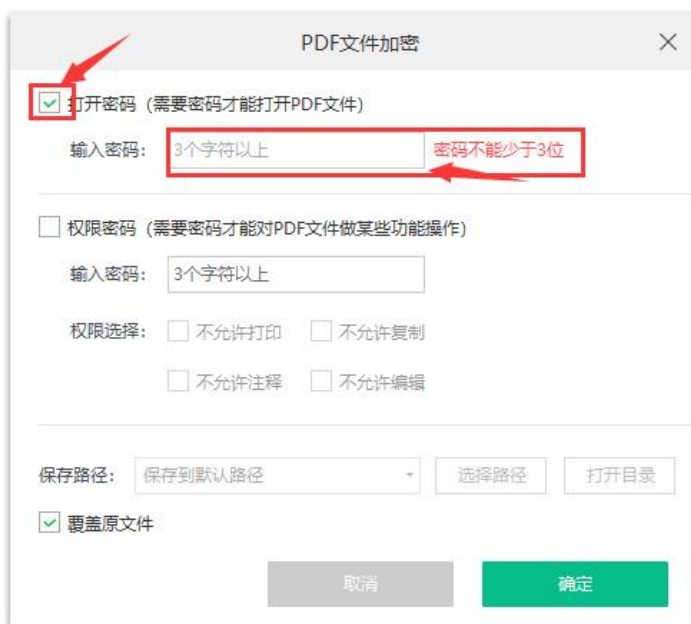 PDF文件加密
打开密码（需要密码才能打开PDF文件）
输入密码： 3个字符以上 密码不能少于3位
权限密码（需要密码才能对PDF文件做某些功能操作）
输入密码： 3个字符以上
权限选择： 不允许打印 不允许复制
不允许注释 不允许编辑
保存路径： 保存到默认路径 选择路径 打开目录
覆盖原文件
取消 确定